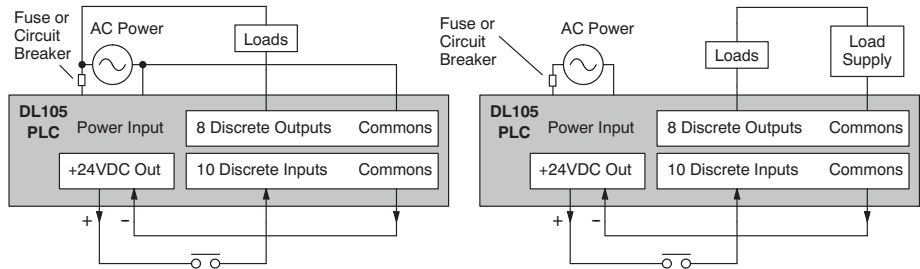 Fuse or
Circuit
Breaker
AC Power
Loads
DL105
PLC
Power Input
8 Discrete Outputs Commons
+24VDC Out
10 Discrete Inputs Commons
+ –
Fuse or
Circuit
Breaker
AC Power
Loads
Load
Supply
DL105
PLC
Power Input
8 Discrete Outputs Commons
+24VDC Out
10 Discrete Inputs Commons
+ –